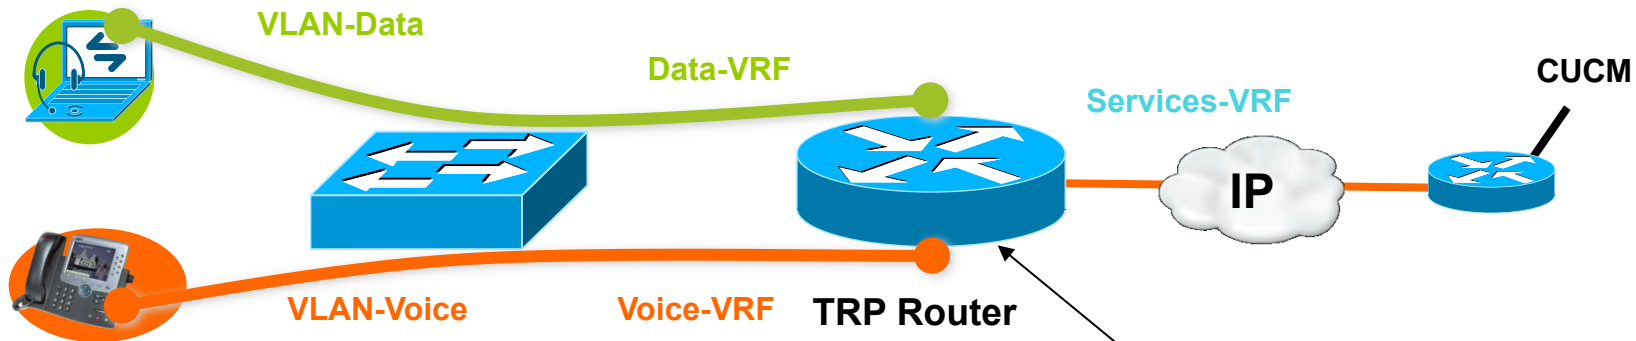 VLAN-Data
Data-VRF
CUCM
Services-VRF
IP
VLAN-Voice
Voice-VRF
TRP Router